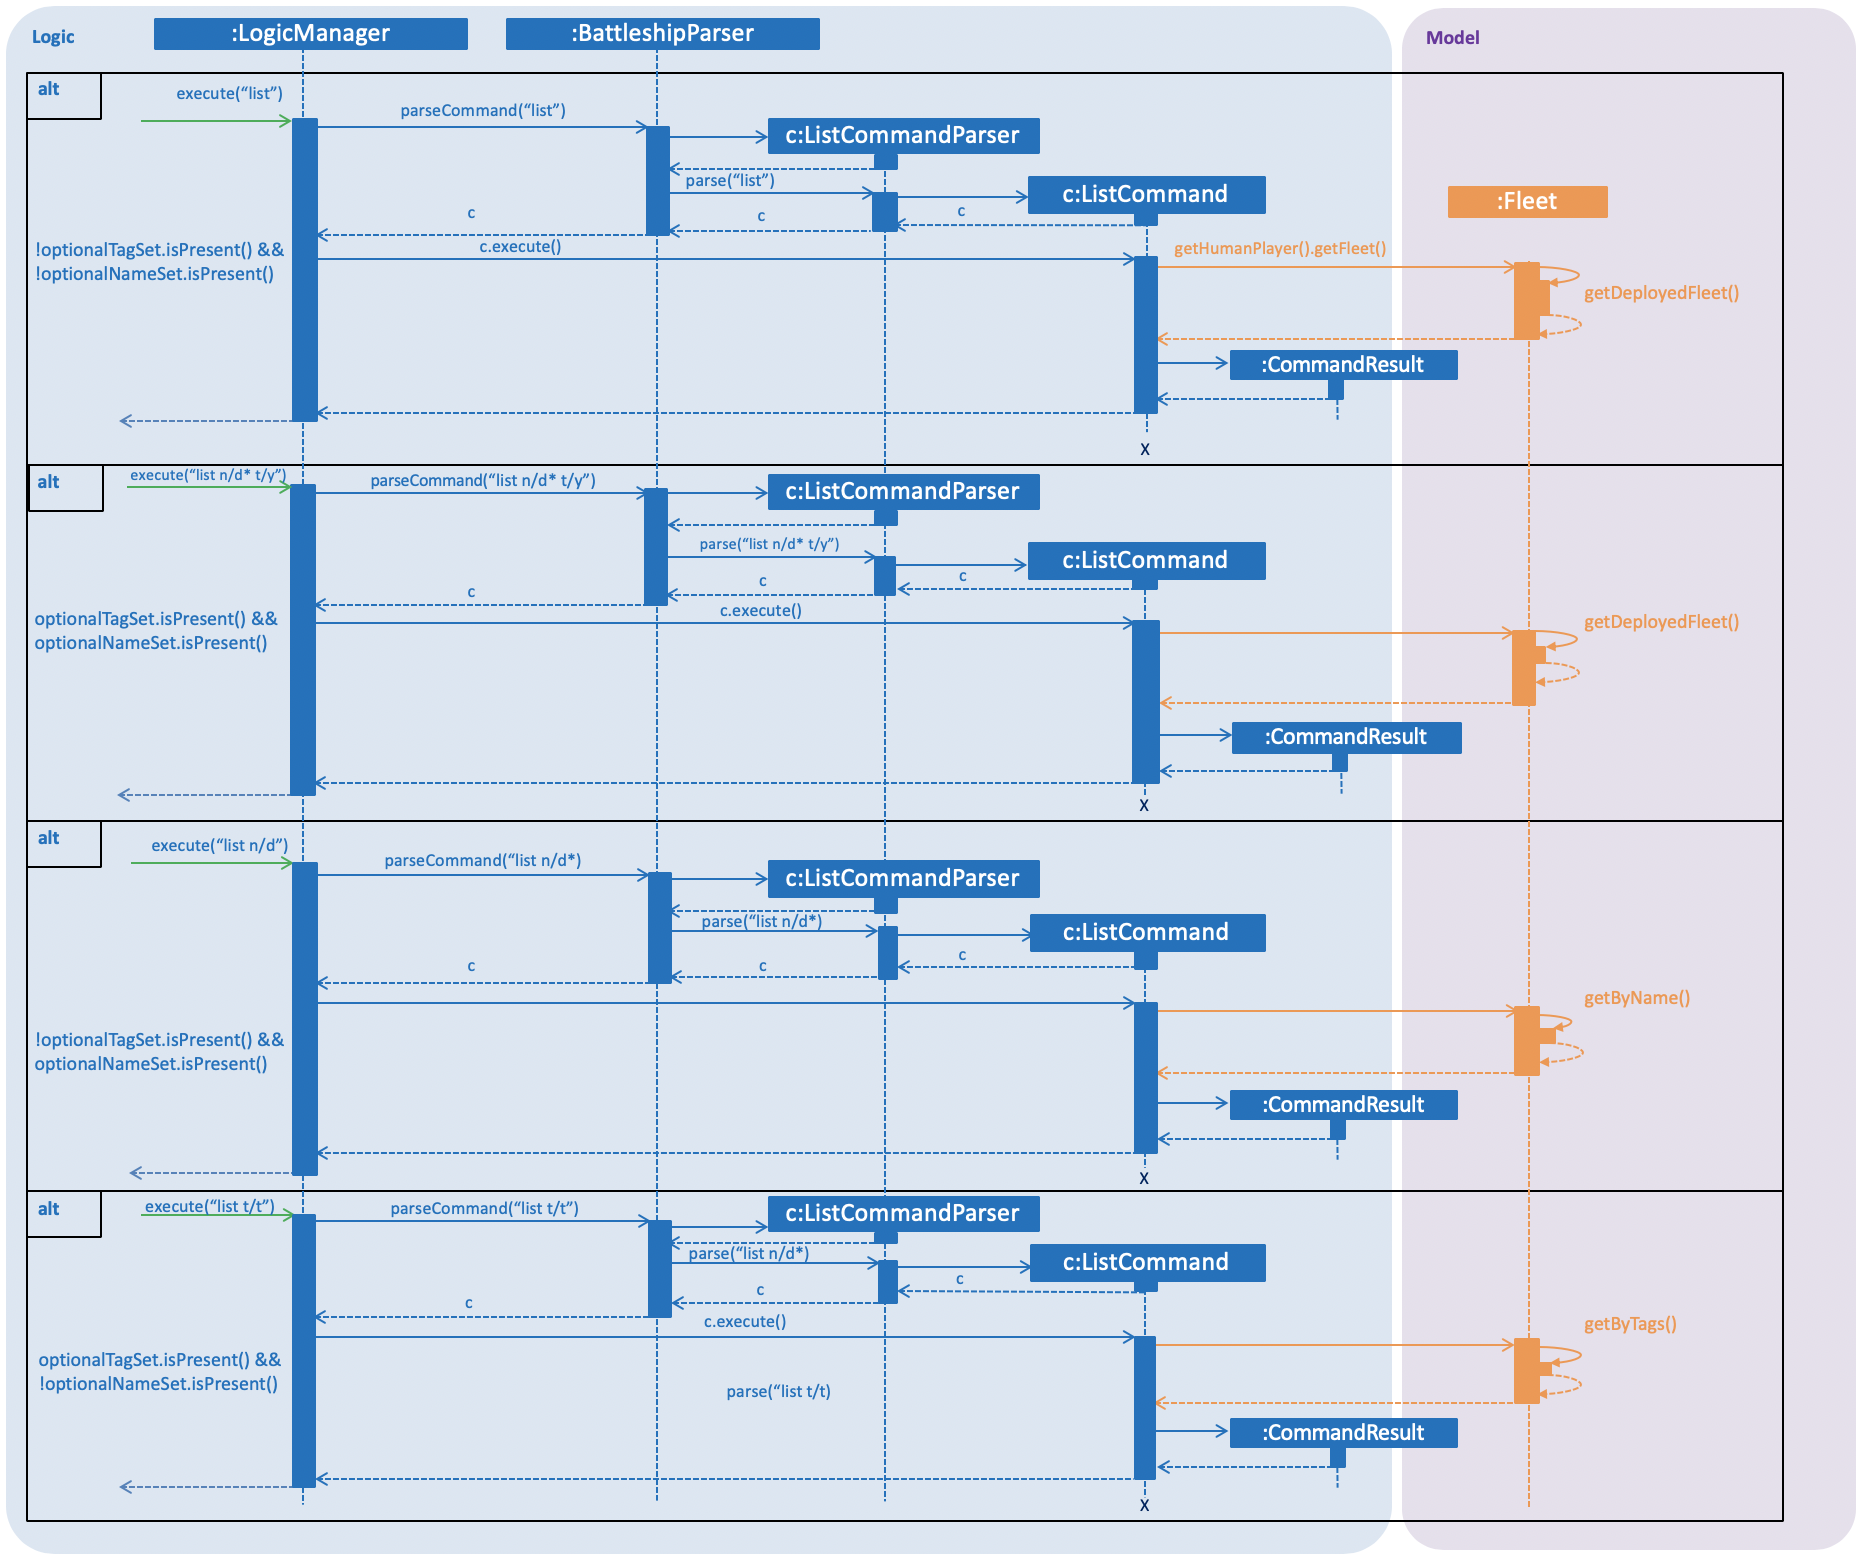 Logic
:LogicManager
:BattleshipParser
Model
alt
execute(“list”)
parseCommand(“list”)
c:ListCommandParser
parse(“list”)
c:ListCommand
:Fleet
c
c
c
!optionalTagSet.isPresent() &&
!optionalNameSet.isPresent()
c.execute()
getHumanPlayer().getFleet()
getDeployedFleet()
:CommandResult
X
alt
execute(“list n/d* t/y”)
parseCommand(“list n/d* t/y”)
c:ListCommandParser
parse(“list n/d* t/y”)
c:ListCommand
c
c
c
c.execute()
optionalTagSet.isPresent() &&
optionalNameSet.isPresent()
getDeployedFleet()
:CommandResult
X
alt
execute(“list n/d”)
parseCommand(“list n/d*)
c:ListCommandParser
parse(“list n/d*)
c:ListCommand
c
c
c
getByName()
!optionalTagSet.isPresent() &&
optionalNameSet.isPresent()
:CommandResult
X
alt
execute(“list t/t”)
parseCommand(“list t/t”)
c:ListCommandParser
parse(“list n/d*)
c:ListCommand
c
c
c
c.execute()
getByTags()
optionalTagSet.isPresent() &&
!optionalNameSet.isPresent()
parse(“list t/t)
:CommandResult
X